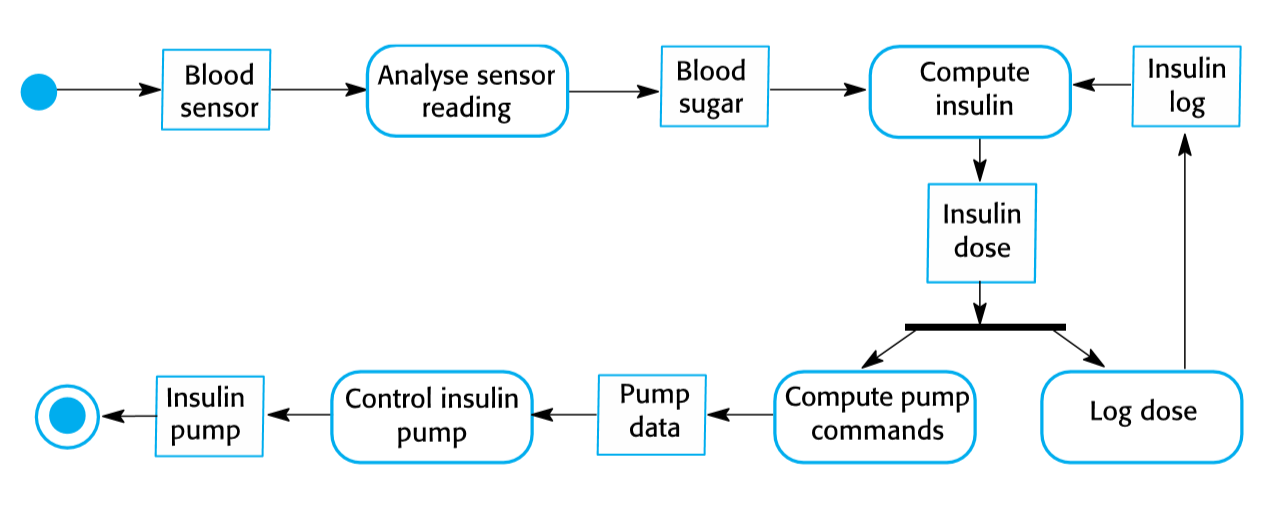 Blood
sensor
Analyse sensor
reading
Blood
sugar
Compute
insulin
Insulin
log
Insulin
dose
Insulin
pump
Control insulin
pump
Pump
data
Compute pump
commands
Log dose